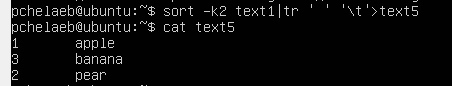 pchelaeb@ubuntu:~$ sort -k2 text1|tr ' ' '\t'>text5
pchelaeb@ubuntu:~$ cat text5
1       apple
3       banana
2       pear